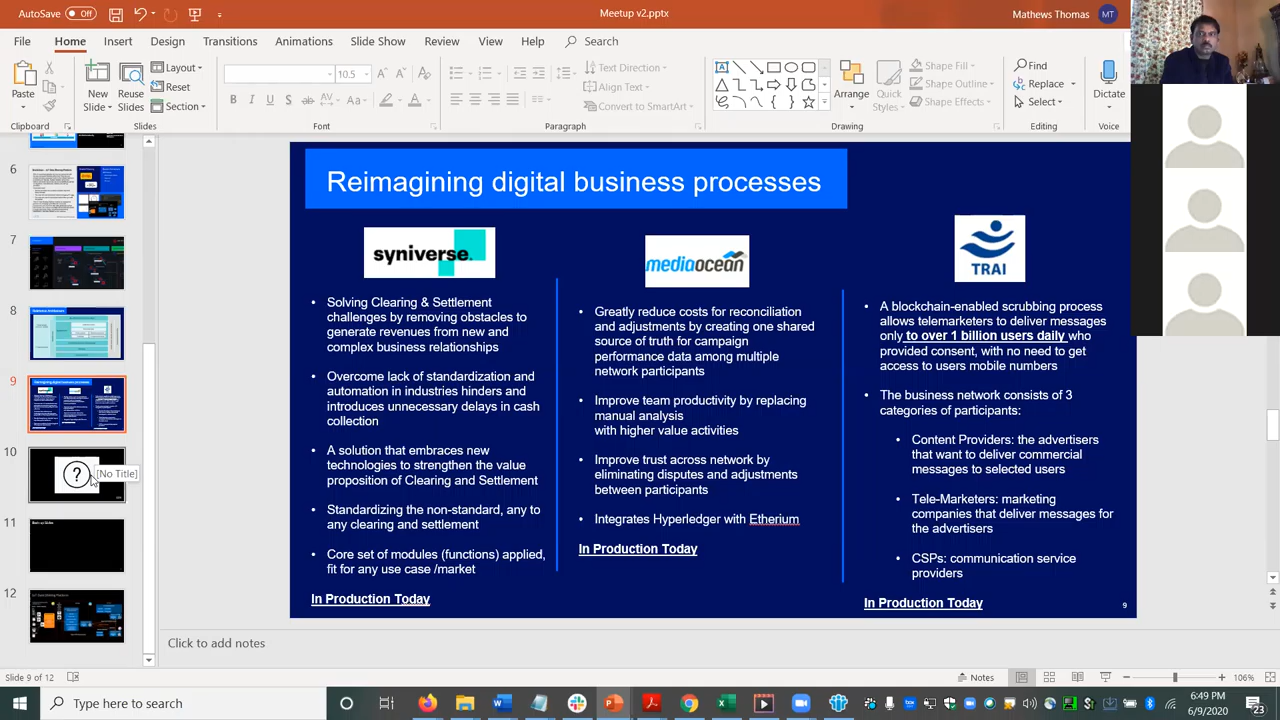 AutoSave Off
Meetup v2.pptx
Mathews Thomas
MT
File Home Insert Design Transitions Animations Slide Show Review View Help Search
Paste
New
Slide
Reuse
Slides
Layout
Reset
Section
10.5
Text Direction
Align Text
Convert to SmartArt
Arrange
Quick
Styles
Shape Fill
Shape Outline
Shape Effects
Find
Replace
Select
Dictate
Clipboard Slides Font Paragraph Drawing Editing Voice
6
7
8
9
10
[No Title]
11
Back up Slides
12
Reimagining digital business processes
syniverse.
• Solving Clearing & Settlement
challenges by removing obstacles to
generate revenues from new and
complex business relationships
• Overcome lack of standardization and
automation in industries hinders and
introduces unnecessary delays in cash
collection
• A solution that embraces new
technologies to strengthen the value
proposition of Clearing and Settlement
• Standardizing the non-standard, any to
any clearing and settlement
• Core set of modules (functions) applied,
fit for any use case /market
In Production Today
mediaocean
• Greatly reduce costs for reconciliation
and adjustments by creating one shared
source of truth for campaign
performance data among multiple
network participants
• Improve team productivity by replacing
manual analysis
with higher value activities
• Improve trust across network by
eliminating disputes and adjustments
between participants
• Integrates Hyperledger with Etherium
In Production Today
TRAI
• A blockchain-enabled scrubbing process
allows telemarketers to deliver messages
only to over 1 billion users daily who
provided consent, with no need to get
access to users mobile numbers
• The business network consists of 3
categories of participants:
• Content Providers: the advertisers
that want to deliver commercial
messages to selected users
• Tele-Marketers: marketing
companies that deliver messages for
the advertisers
• CSPs: communication service
providers
In Production Today
9
Click to add notes
Slide 9 of 12
Notes
106%
Type here to search
6:49 PM
6/9/2020
23